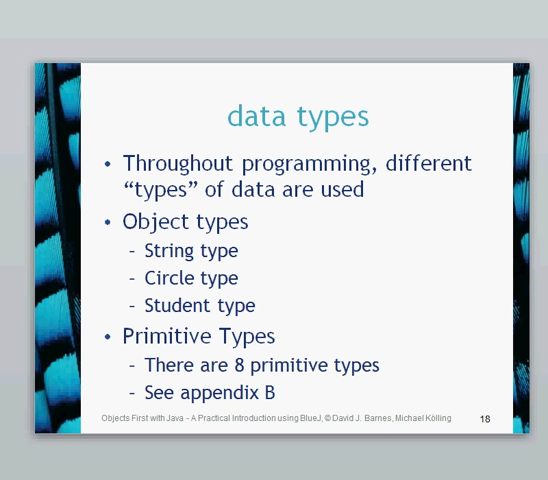 data types
• Throughout programming, different
“types” of data are used
• Object types
- String type
- Circle type
- Student type
• Primitive Types
- There are 8 primitive types
- See appendix B
Objects First with Java - A Practical Introduction using BlueJ, © David J. Barnes, Michael Kölling
18